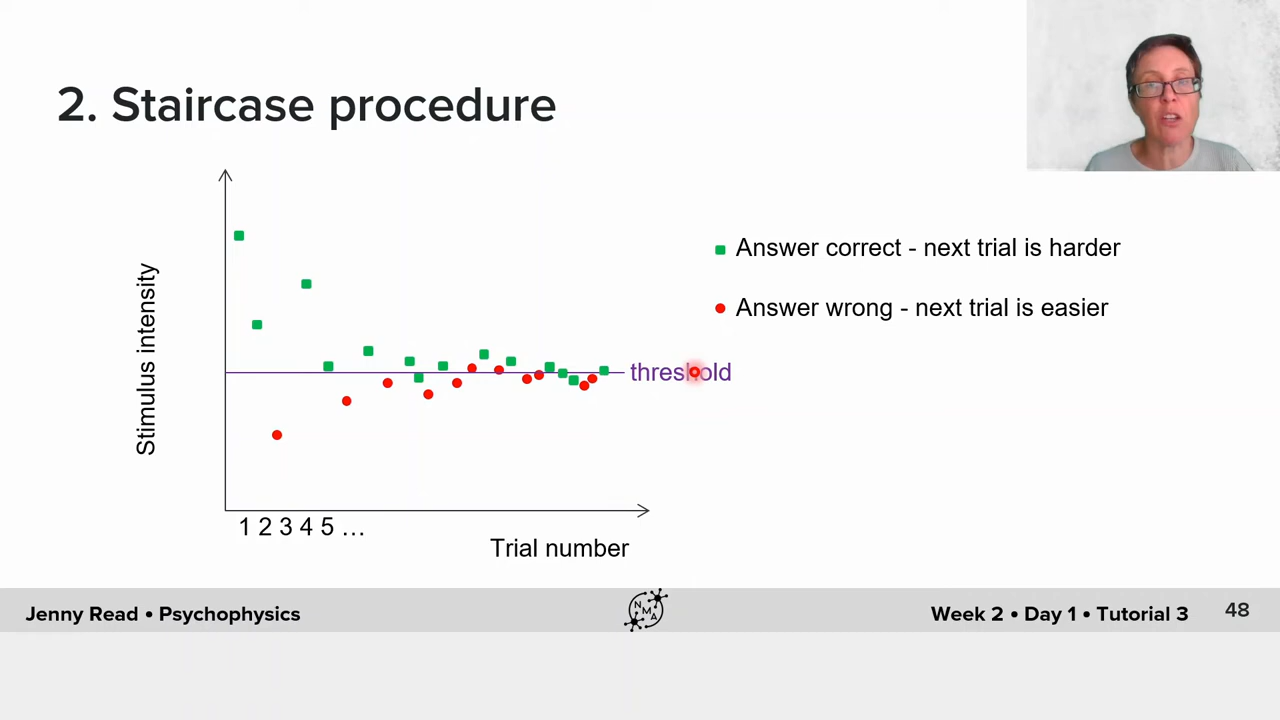 2. Staircase procedure
Stimulus intensity
Answer correct - next trial is harder
Answer wrong - next trial is easier
threshold
1 2 3 4 5 …
Trial number
Jenny Read • Psychophysics
N M A
Week 2 • Day 1 • Tutorial 3
48